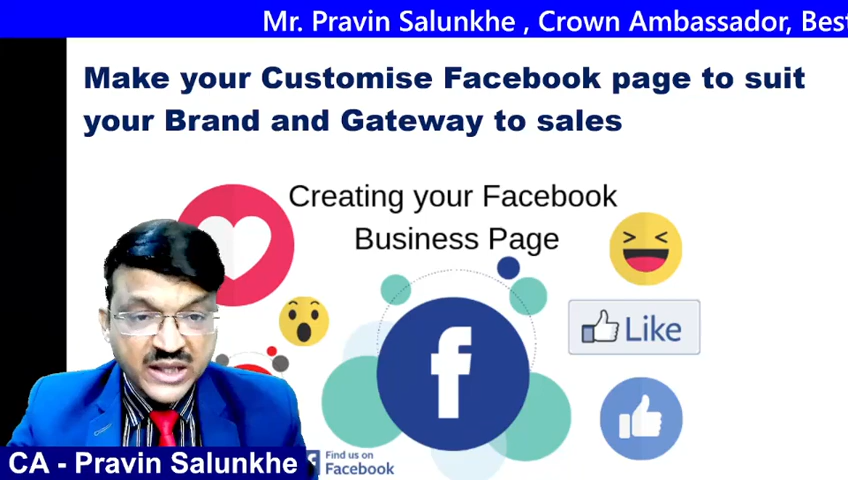 Mr. Pravin Salunkhe , Crown Ambassador, Best
Make your Customise Facebook page to suit
your Brand and Gateway to sales
Creating your Facebook
Business Page
f
Like
CA - Pravin Salunkhe
f
Find us on
Facebook